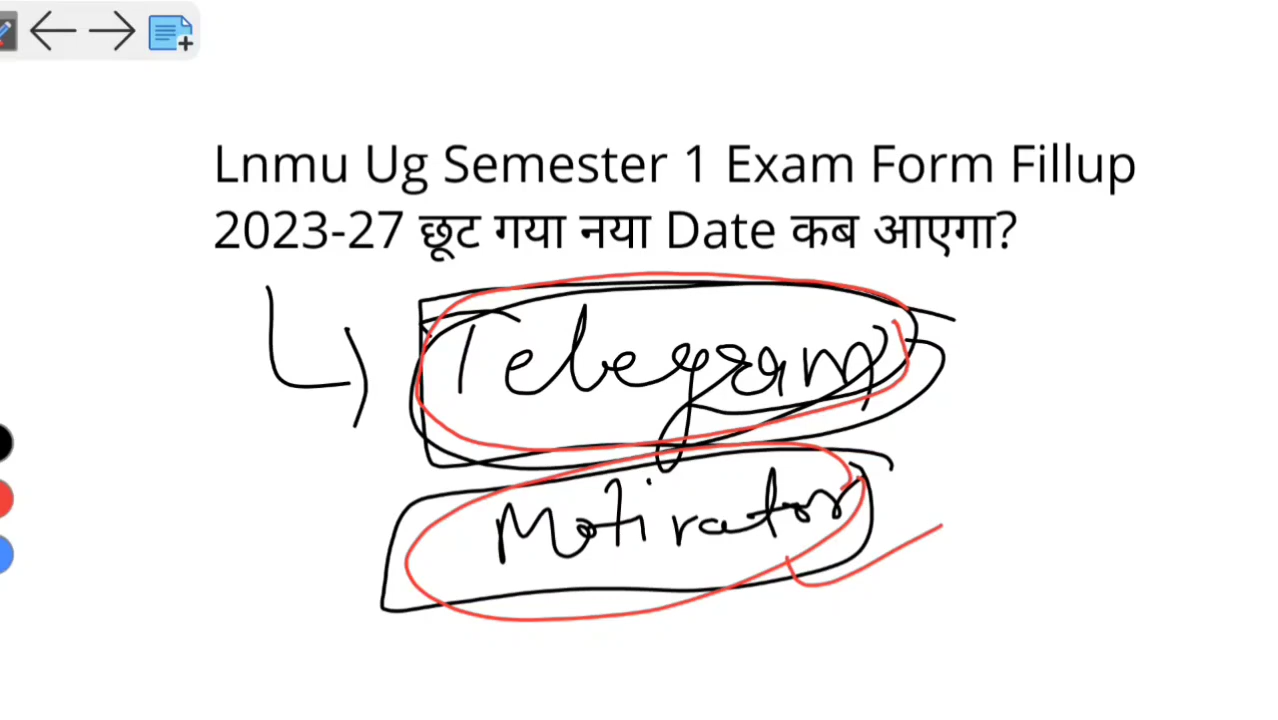 Lnmu Ug Semester 1 Exam Form Fillup
2023-27 छूट गया नया Date कब आएगा?
Telegram
Motivator